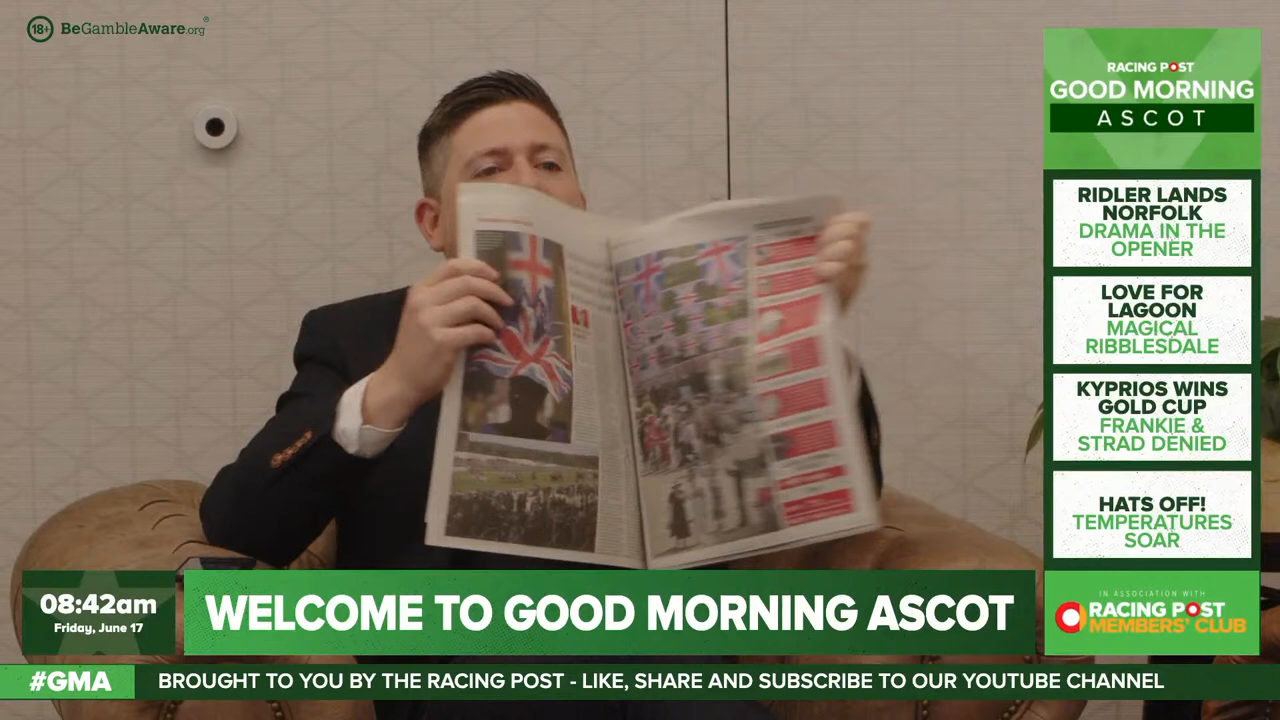 18+ BeGambleAware.org®
RACING POST
GOOD MORNING
ASCOT
RIDLER LANDS
NORFOLK
DRAMA IN THE
OPENER
LOVE FOR
LAGOON
MAGICAL
RIBBLESDALE
KYPRIOS WINS
GOLD CUP
FRANKIE &
STRAD DENIED
HATS OFF!
TEMPERATURES
SOAR
08:42am
Friday, June 17
WELCOME TO GOOD MORNING ASCOT
IN ASSOCIATION WITH
RACING POST
MEMBERS' CLUB
#GMA
BROUGHT TO YOU BY THE RACING POST - LIKE, SHARE AND SUBSCRIBE TO OUR YOUTUBE CHANNEL